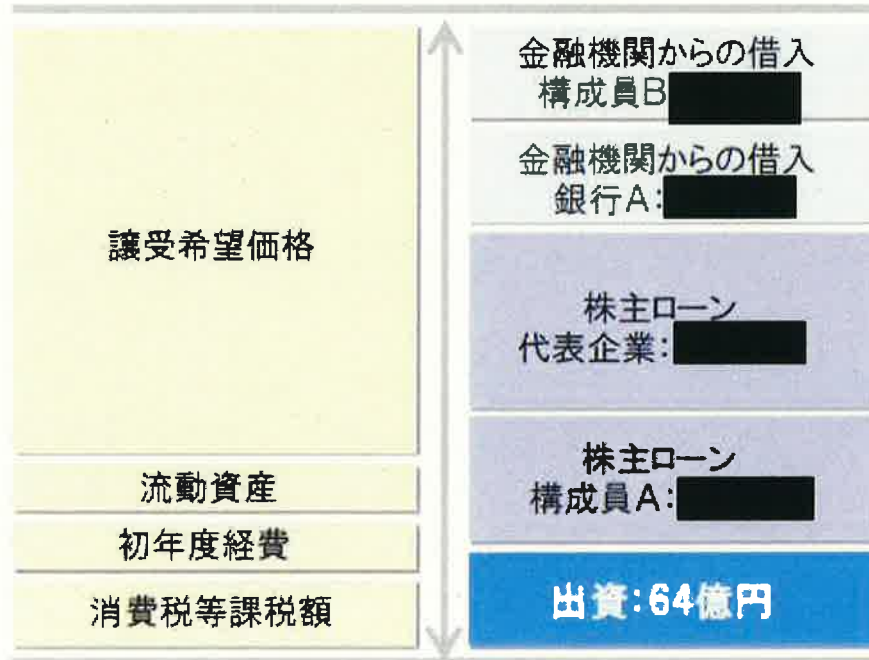 譲受希望価格
流動資産
初年度経費
消費税等課税額
金融機関からの借入
構成員B
金融機関からの借入
銀行A:
株主ローン
代表企業:
株主ローン
構成員A:
出資:64億円